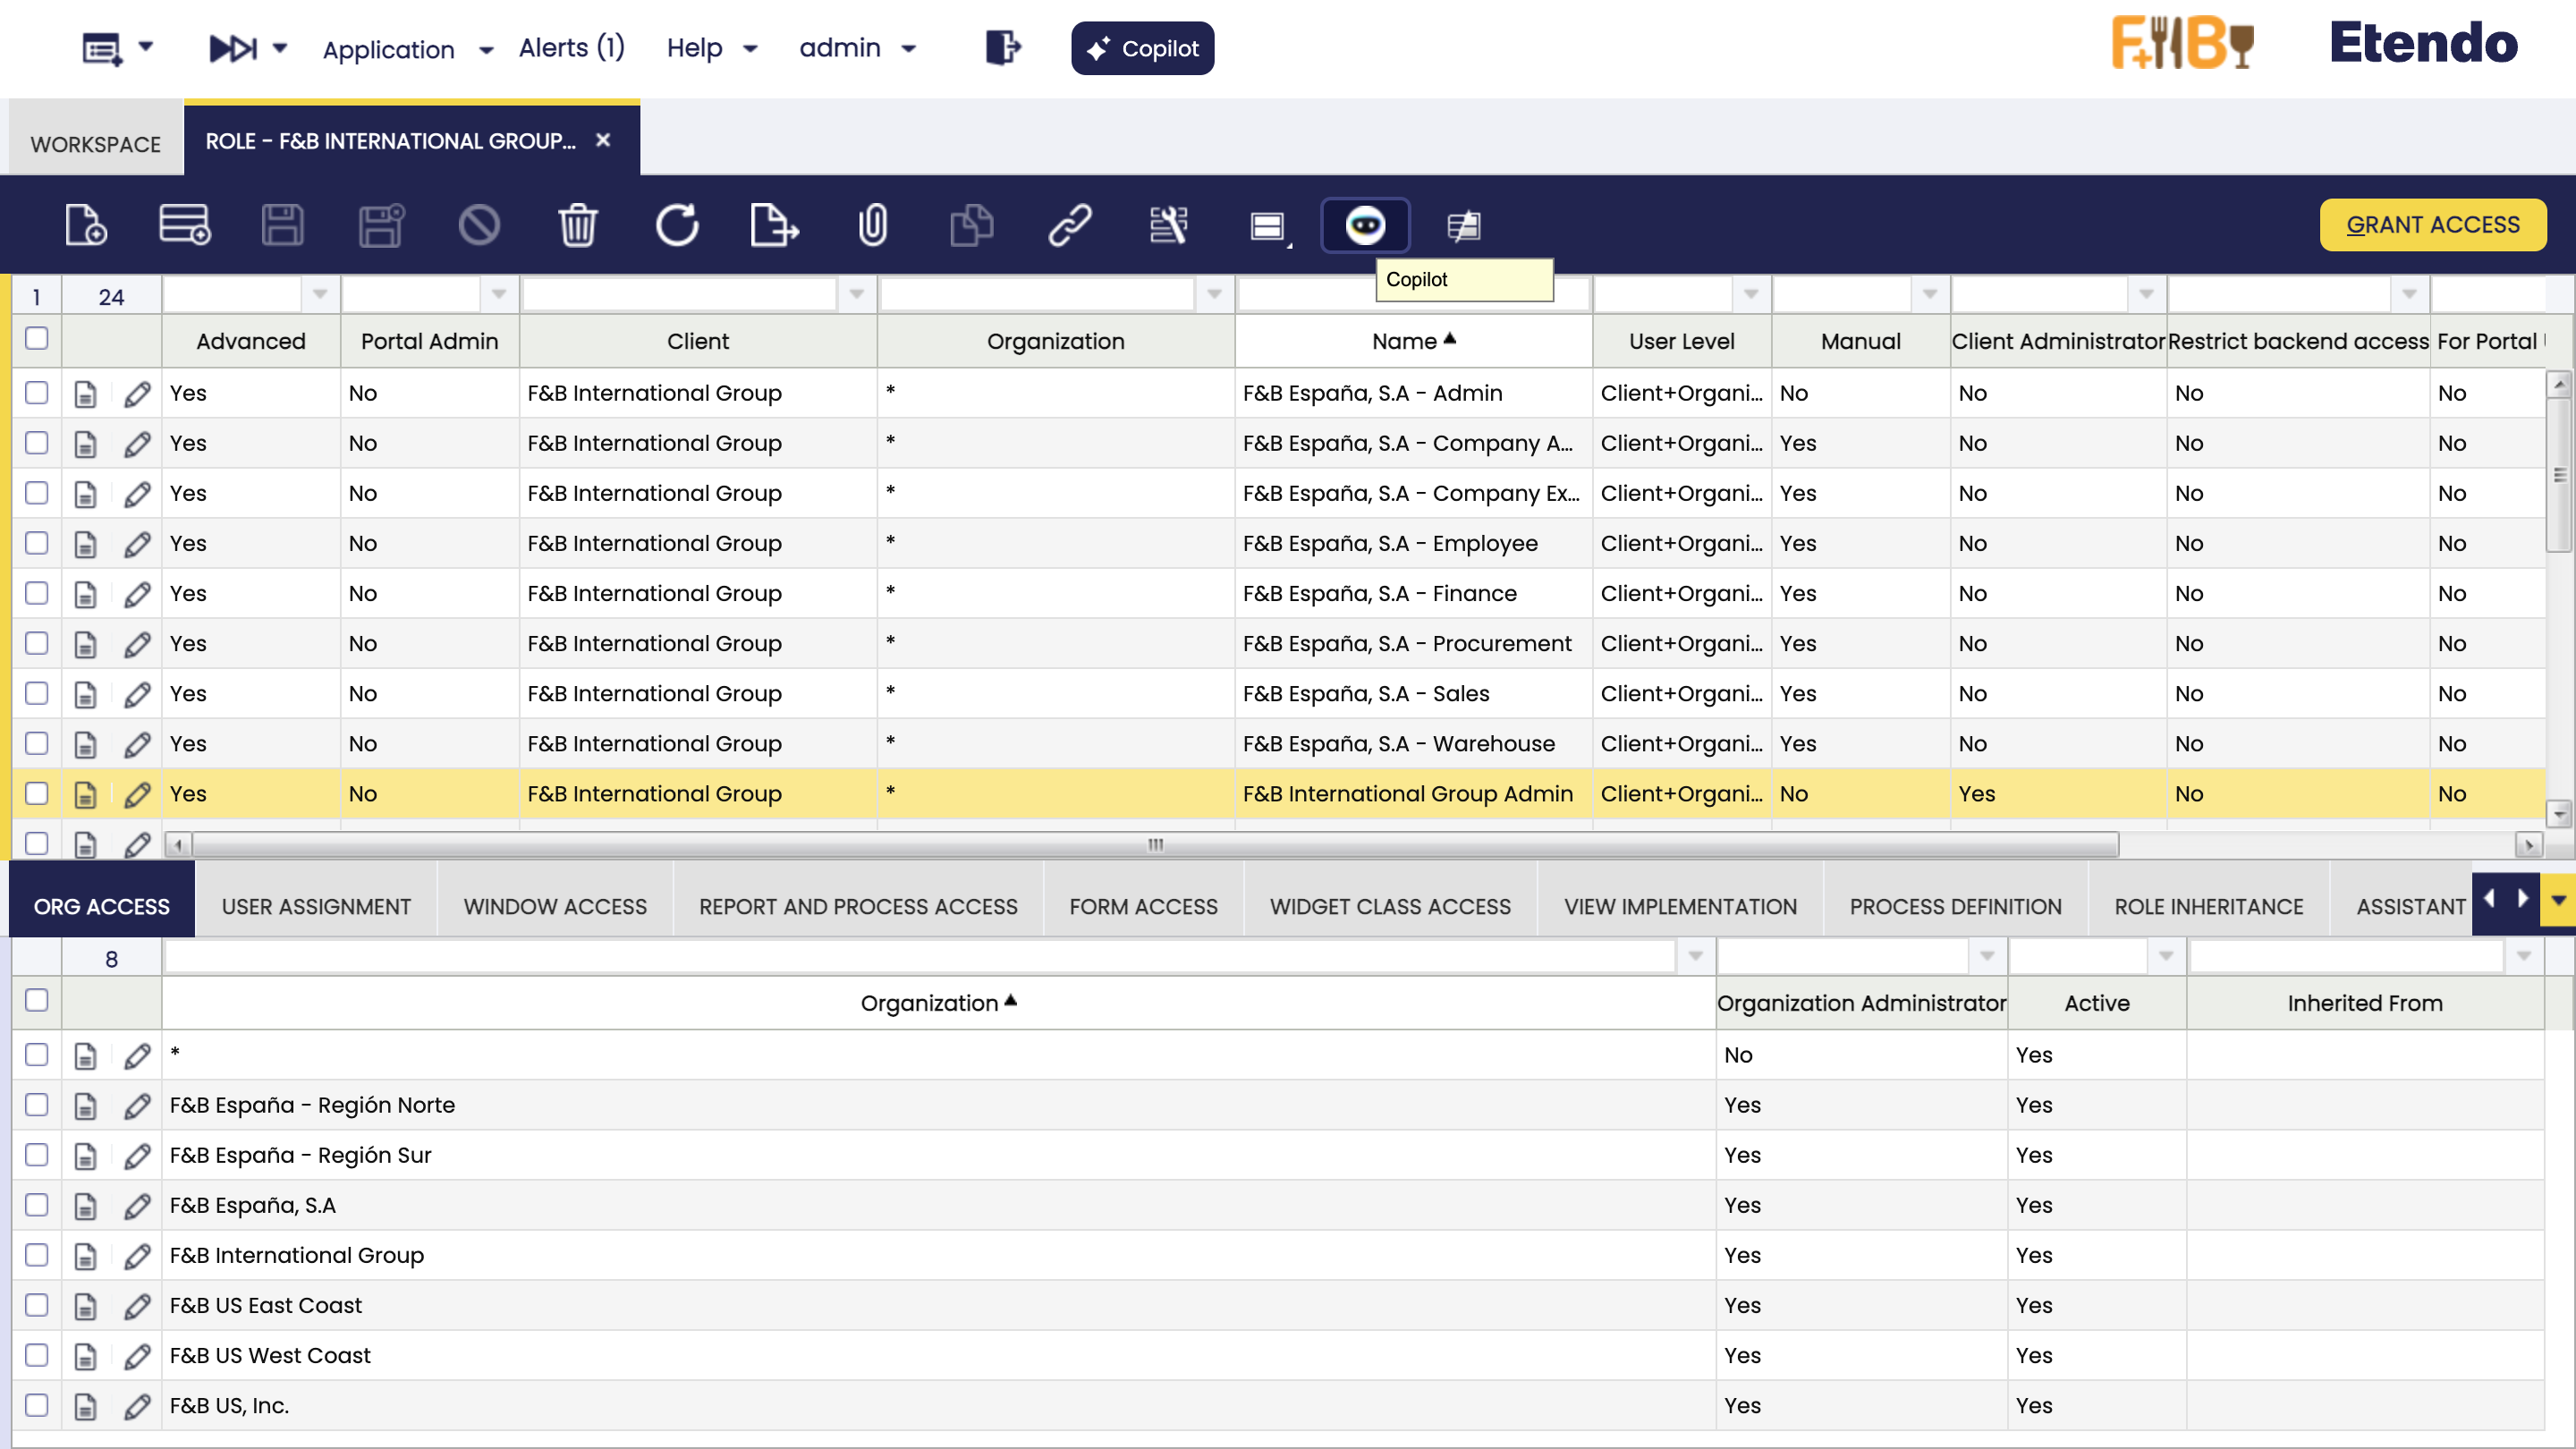 Application Alerts (1) Help admin Copilot F&B Etendo
WORKSPACE ROLE - F&B INTERNATIONAL GROUP...
GRANT ACCESS
Copilot
1 24
Advanced Portal Admin Client Organization Name User Level Manual Client Administrator Restrict backend access For Portal
Yes No F&B International Group * F&B España, S.A - Admin Client+Organi... No No No No
Yes No F&B International Group * F&B España, S.A - Company A... Client+Organi... Yes No No No
Yes No F&B International Group * F&B España, S.A - Company Ex... Client+Organi... Yes No No No
Yes No F&B International Group * F&B España, S.A - Employee Client+Organi... Yes No No No
Yes No F&B International Group * F&B España, S.A - Finance Client+Organi... Yes No No No
Yes No F&B International Group * F&B España, S.A - Procurement Client+Organi... Yes No No No
Yes No F&B International Group * F&B España, S.A - Sales Client+Organi... Yes No No No
Yes No F&B International Group * F&B España, S.A - Warehouse Client+Organi... Yes No No No
Yes No F&B International Group * F&B International Group Admin Client+Organi... No Yes No No
ORG ACCESS USER ASSIGNMENT WINDOW ACCESS REPORT AND PROCESS ACCESS FORM ACCESS WIDGET CLASS ACCESS VIEW IMPLEMENTATION PROCESS DEFINITION ROLE INHERITANCE ASSISTANT
8
Organization Organization Administrator Active Inherited From
* No Yes
F&B España - Región Norte Yes Yes
F&B España - Región Sur Yes Yes
F&B España, S.A Yes Yes
F&B International Group Yes Yes
F&B US East Coast Yes Yes
F&B US West Coast Yes Yes
F&B US, Inc. Yes Yes